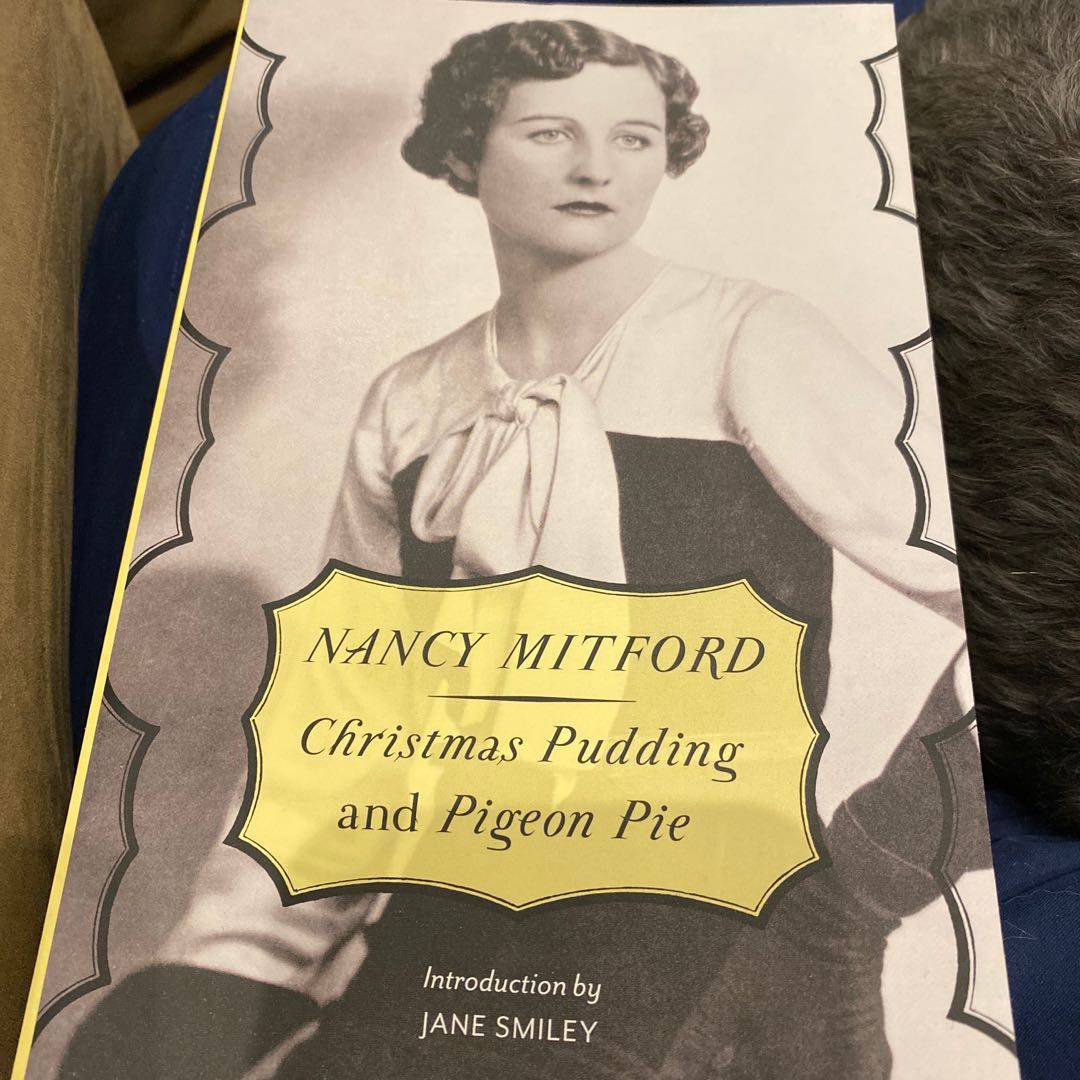 NANCY MITFORD
Christmas Pudding
and Pigeon Pie
Introduction by
JANE SMILEY